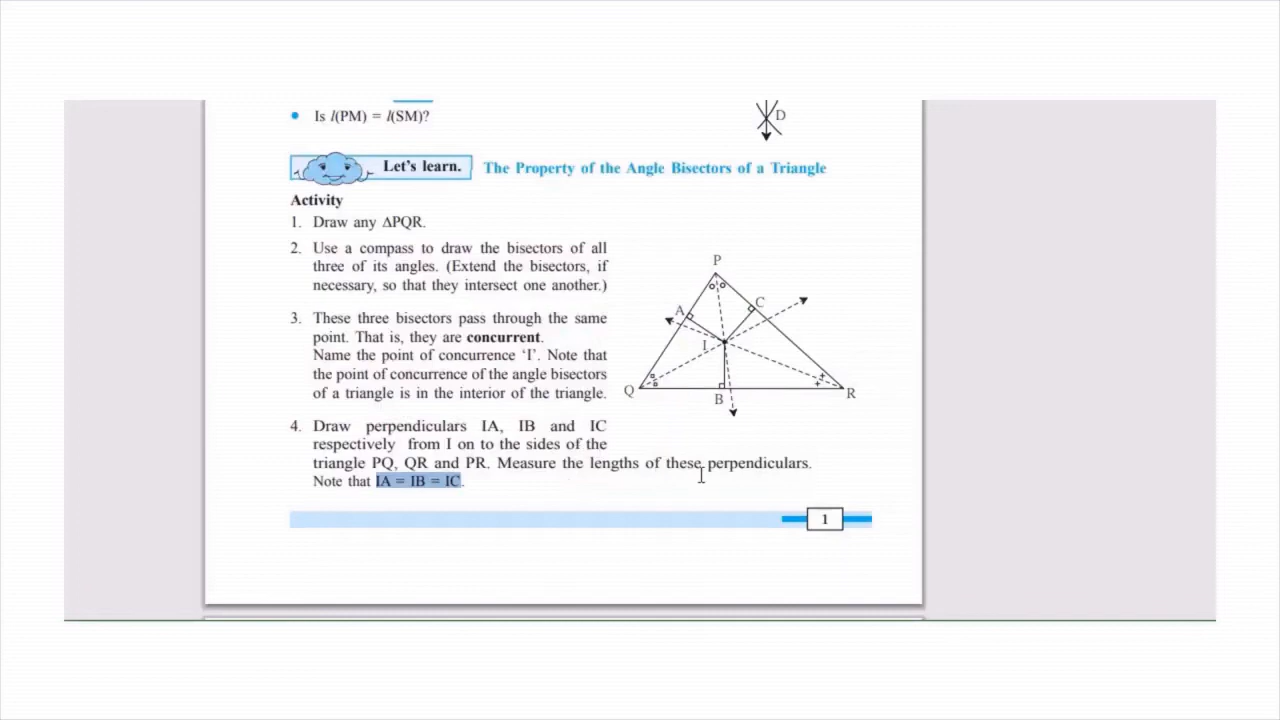 • Is l(PM) = l(SM)?
D
Let's learn. The Property of the Angle Bisectors of a Triangle
Activity
1. Draw any ΔPQR.
2. Use a compass to draw the bisectors of all
three of its angles. (Extend the bisectors, if
necessary, so that they intersect one another.)
3. These three bisectors pass through the same
point. That is, they are concurrent.
Name the point of concurrence ‘I’. Note that
the point of concurrence of the angle bisectors
of a triangle is in the interior of the triangle.
P
A
C
I
Q
B
R
4. Draw perpendiculars IA, IB and IC
respectively from I on to the sides of the
triangle PQ, QR and PR. Measure the lengths of these perpendiculars.
Note that IA = IB = IC.
1